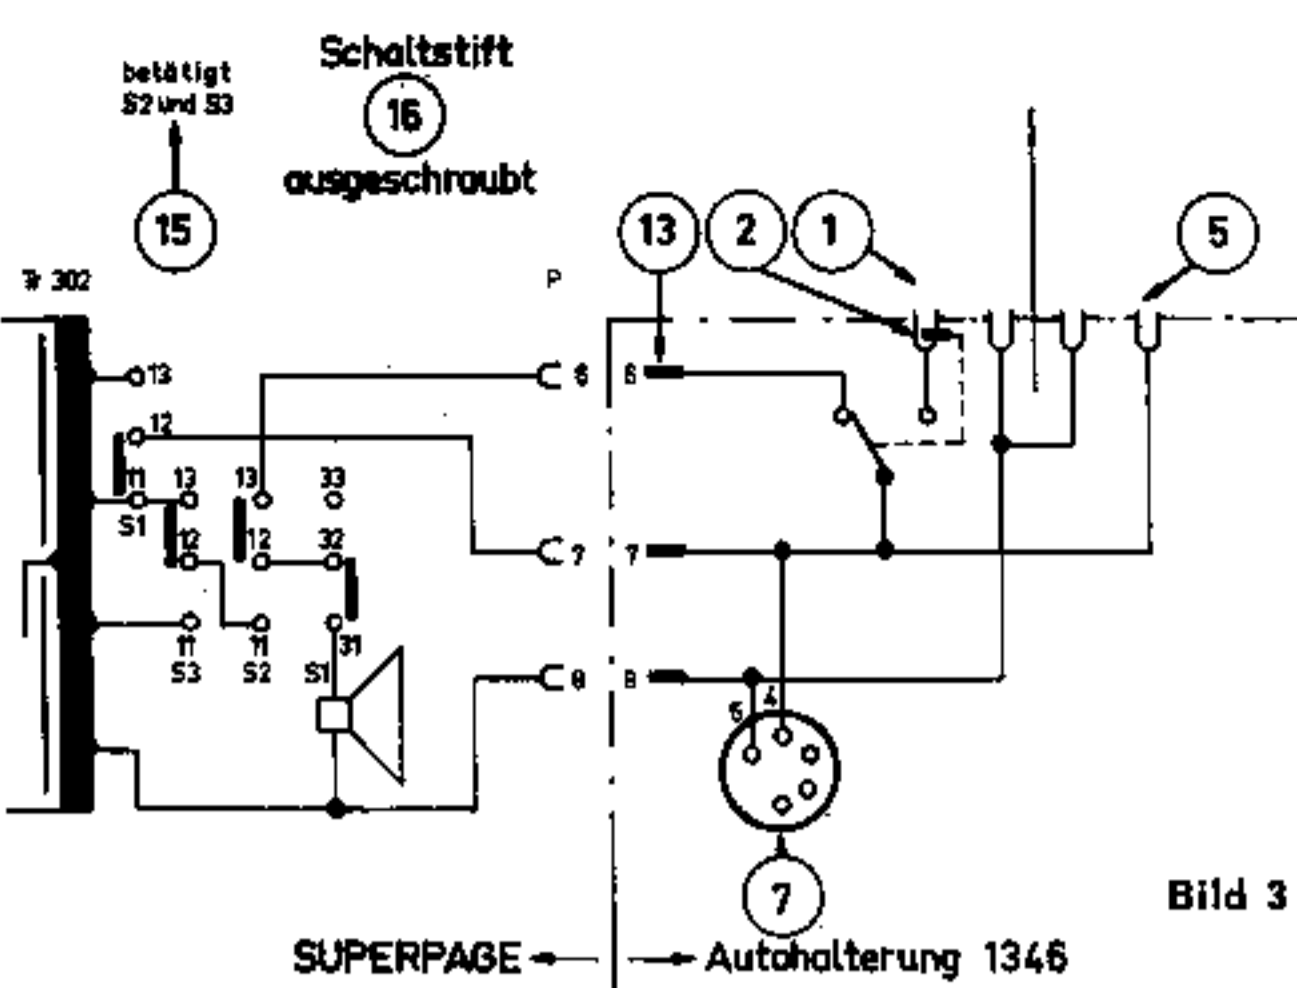 Schaltstift
betätigt
S2 und S3
16
ausgeschraubt
15
13
2
1
5
Tr 302
P
13
6
6
12
11
13
13
33
S1
12
12
32
7
7
11
11
31
S3
S2
S1
8
8
5
4
7
Bild 3
SUPERPAGE
Autohalterung 1346